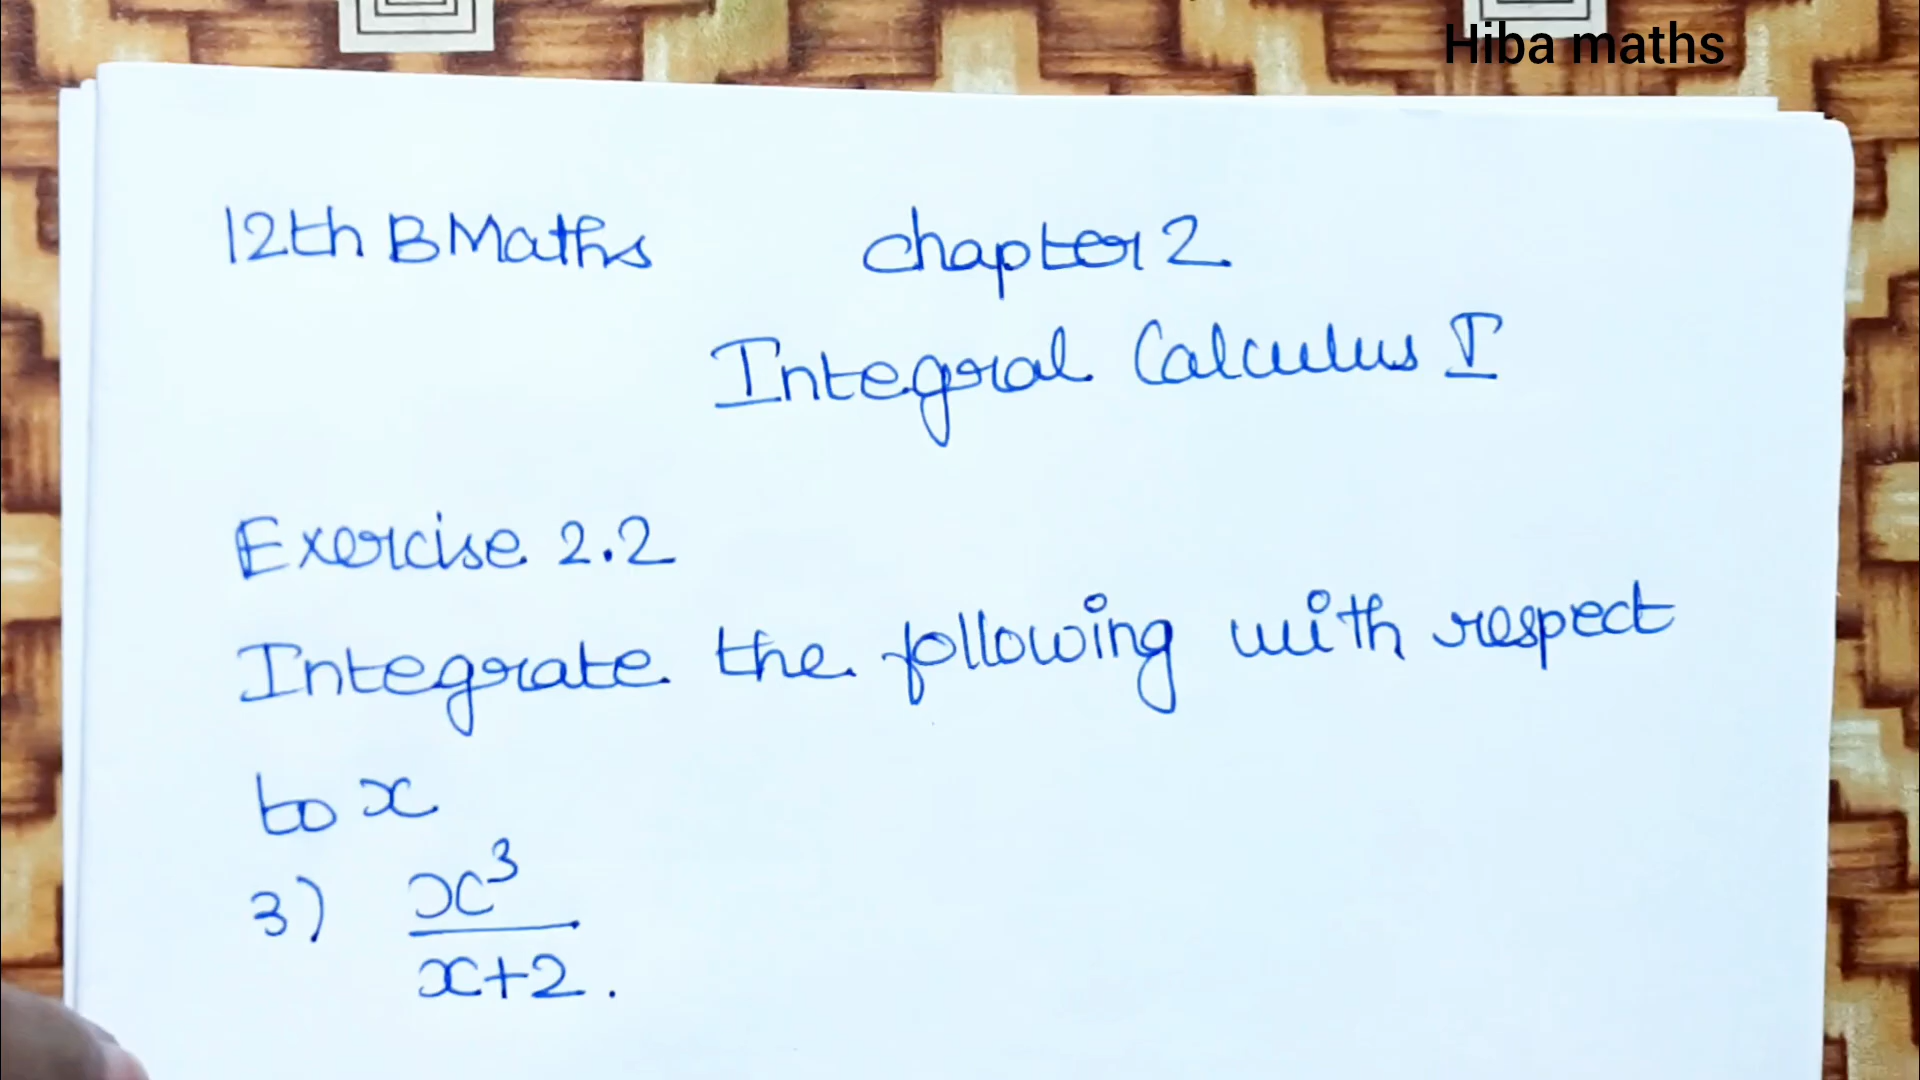 Hiba maths
12th B Maths chapter 2
Integral Calculus I
Exercise 2.2
Integrate the following with respect
to x
3) x³
x+2.